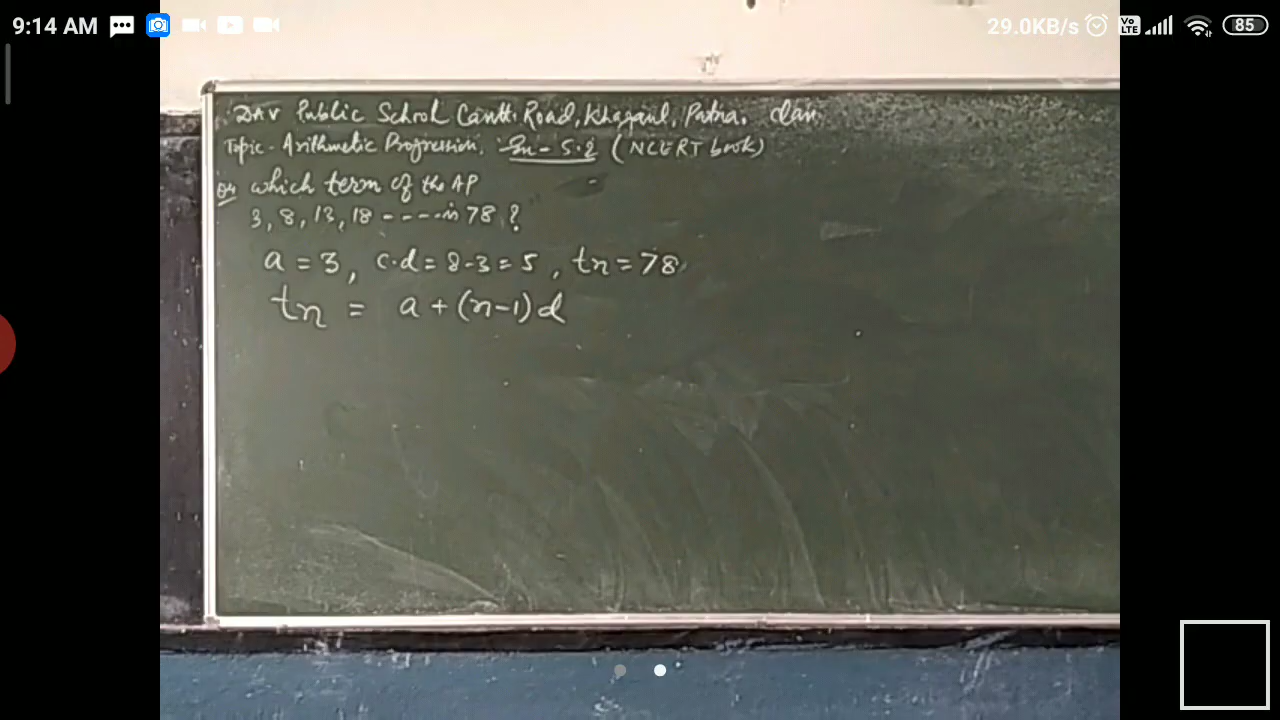 9:14 AM 29.0KB/s Vo LTE 85
DAV Public School Cantt. Road, Khagaul, Patna.
Topic - Arithmetic Progression, Ex - 5.2 (NCERT book)
Q4 which term of the AP
3, 8, 13, 18 ----- is 78 ?
a = 3, c.d = 8-3 = 5, tn = 78
tn = a + (n-1) d